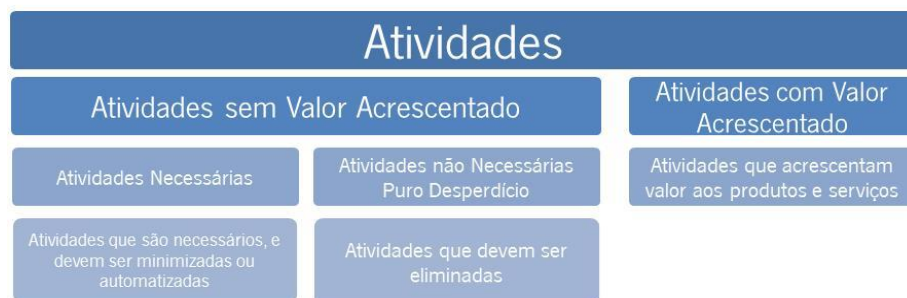 Atividades
Atividades sem Valor Acrescentado
Atividades com Valor
Acrescentado
Atividades Necessárias
Atividades não Necessárias
Puro Desperdício
Atividades que acrescentam
valor aos produtos e serviços
Atividades que são necessários, e
devem ser minimizadas ou
automatizadas
Atividades que devem ser
eliminadas